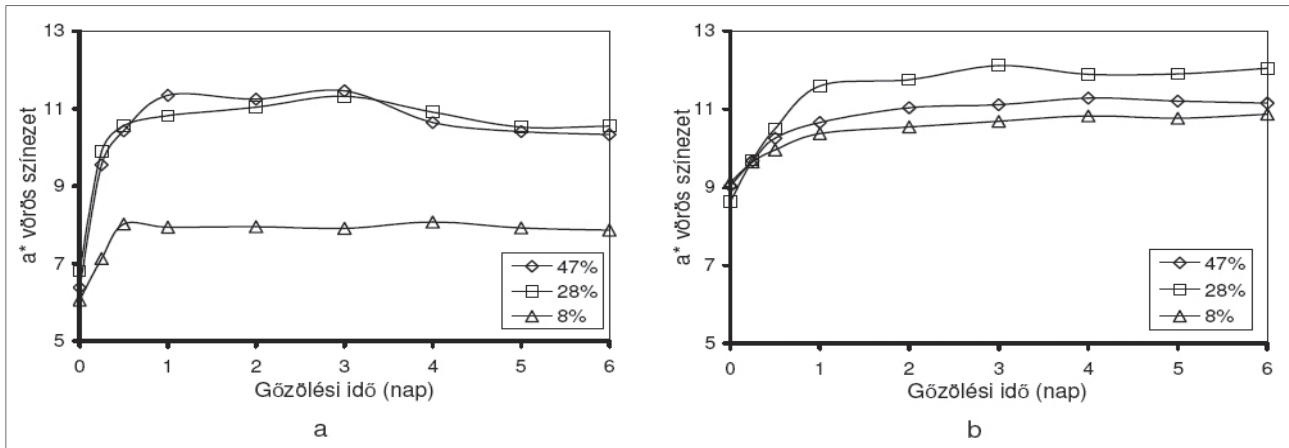 13
11
9
7
5
a* vörös színezet
47%
28%
8%
0 1 2 3 4 5 6
Gőzölési idő (nap)
a
13
11
9
7
5
a* vörös színezet
47%
28%
8%
0 1 2 3 4 5 6
Gőzölési idő (nap)
b